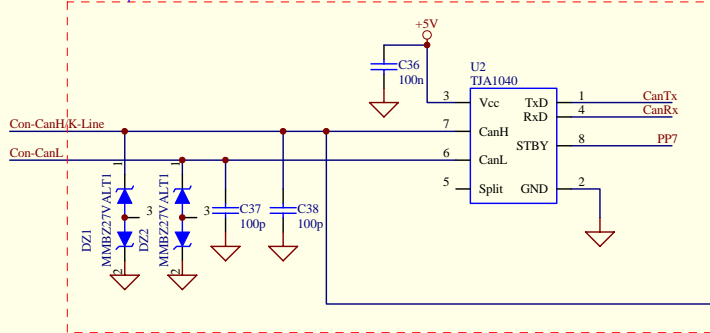 +5V
C36
100n
U2
TJA1040
3 Vcc TxD 1 CanTx
RxD 4 CanRx
Con-CanH/K-Line 7 CanH
STBY 8 PP7
Con-CanL 6 CanL
5 Split GND 2
1 1
DZ1
MMBZ27VALT1
3
2
DZ2
MMBZ27VALT1
3
2
C37
100p
C38
100p